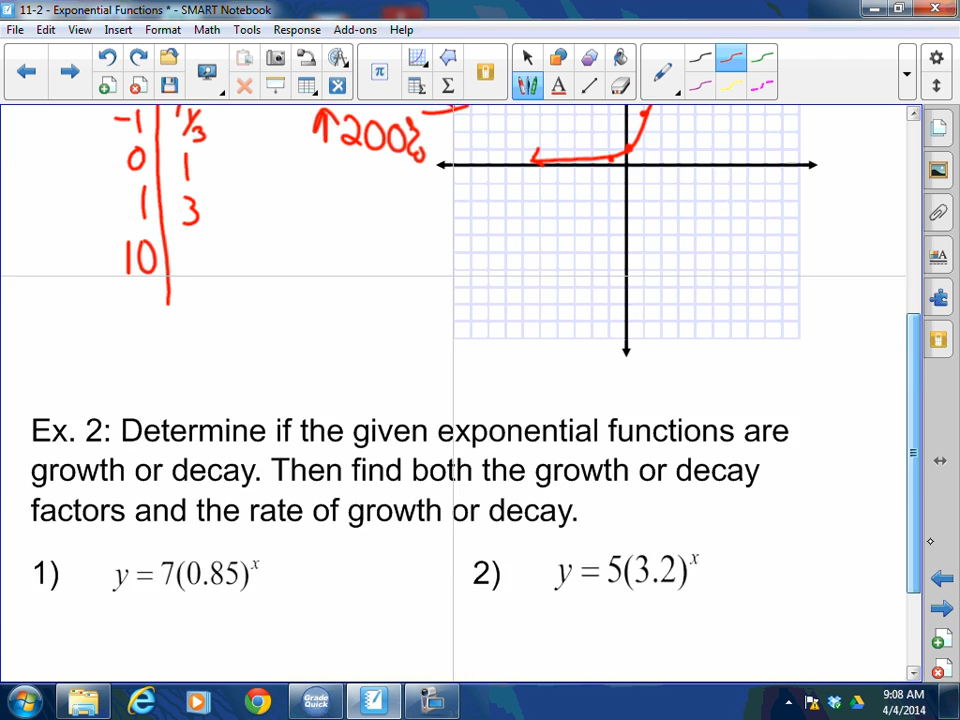 11-2 - Exponential Functions * - SMART Notebook
File Edit View Insert Format Math Tools Response Add-ons Help
-1 1/3
0 1
1 3
10
↑200%
Ex. 2: Determine if the given exponential functions are
growth or decay. Then find both the growth or decay
factors and the rate of growth or decay.
1) y = 7(0.85)^x
2) y = 5(3.2)^x
Grade
Quick
9:08 AM
4/4/2014